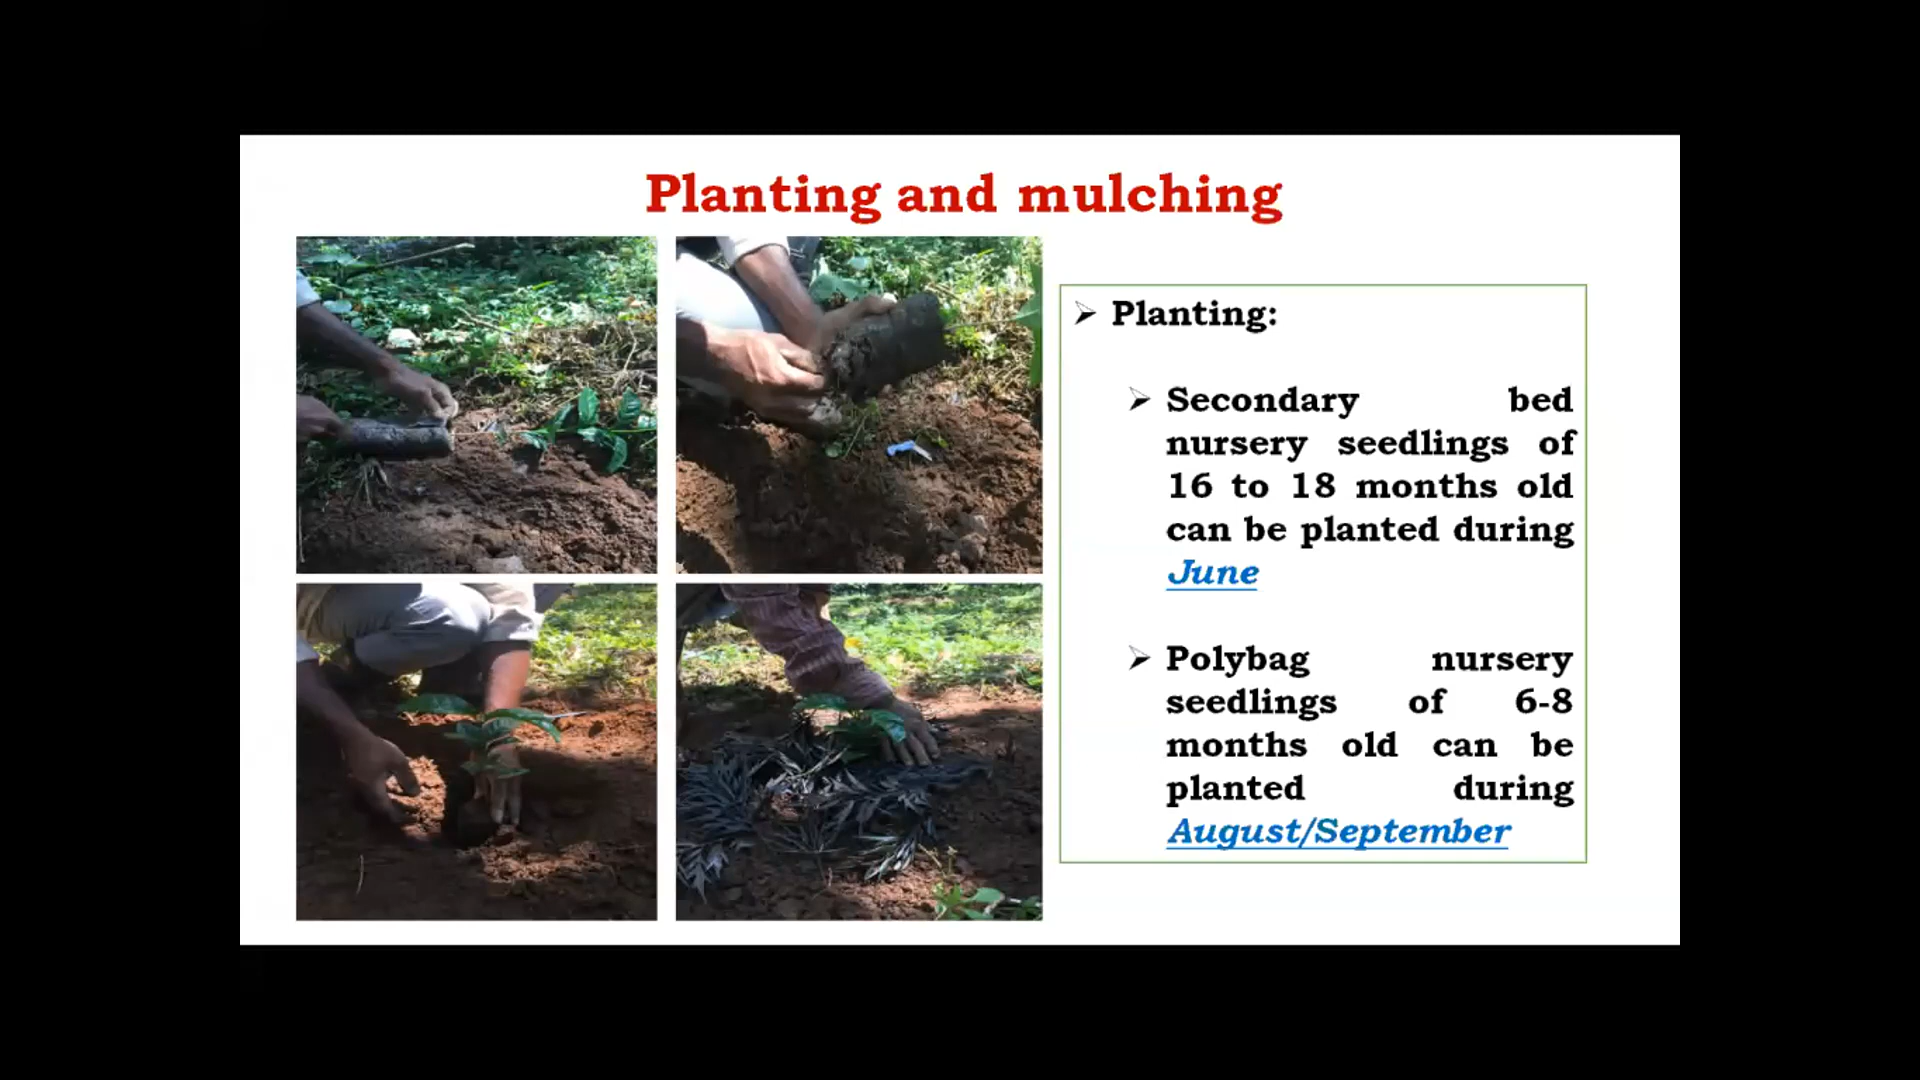 Planting and mulching
Planting:
Secondary bed
nursery seedlings of
16 to 18 months old
can be planted during
June
Polybag nursery
seedlings of 6-8
months old can be
planted during
August/September